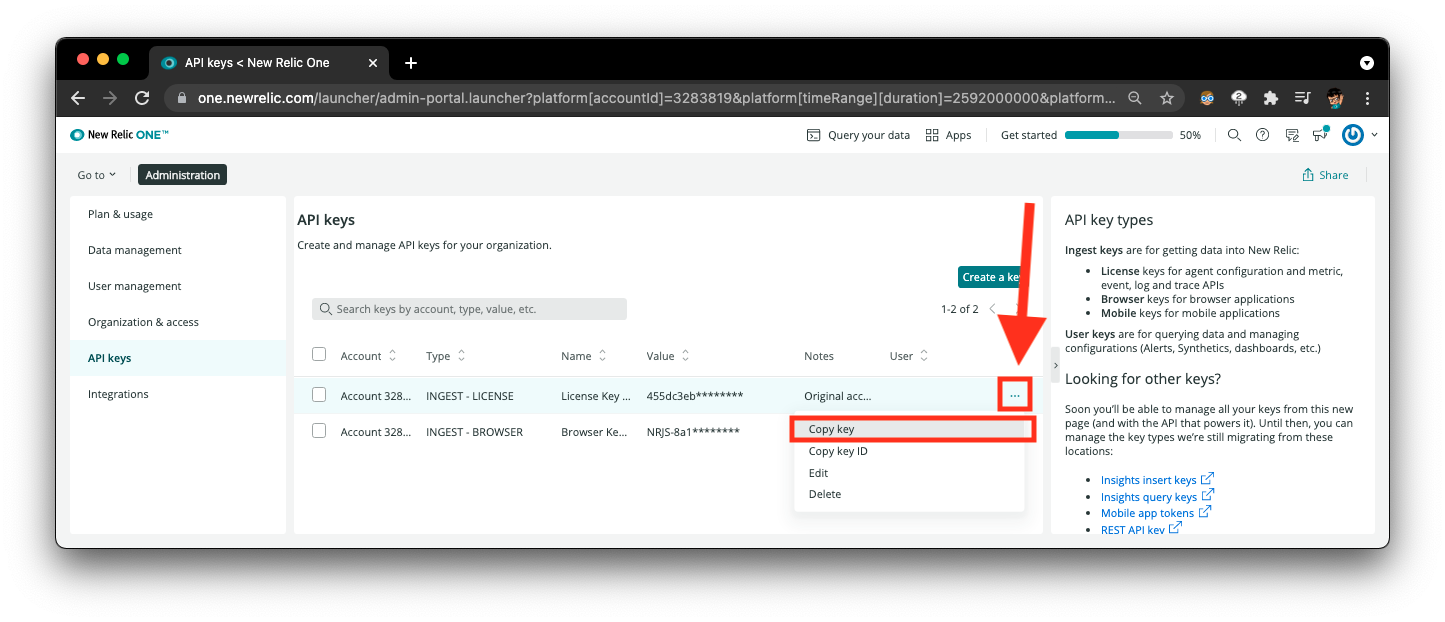 API keys < New Relic One
one.newrelic.com/launcher/admin-portal.launcher?platform[accountId]=3283819&platform[timeRange][duration]=2592000000&platform...
New Relic ONE™
Query your data
Apps
Get started
50%
Go to
Administration
Share
Plan & usage
Data management
User management
Organization & access
API keys
Integrations
API keys
Create and manage API keys for your organization.
Create a ke
Search keys by account, type, value, etc.
1-2 of 2
Account Type Name Value Notes User
Account 328... INGEST - LICENSE License Key ... 455dc3eb******** Original acc... ...
Account 328... INGEST - BROWSER Browser Ke... NRJS-8a1********
Copy key
Copy key ID
Edit
Delete
API key types
Ingest keys are for getting data into New Relic:
• License keys for agent configuration and metric,
event, log and trace APIs
• Browser keys for browser applications
• Mobile keys for mobile applications
User keys are for querying data and managing
configurations (Alerts, Synthetics, dashboards, etc.)
Looking for other keys?
Soon you'll be able to manage all your keys from this new
page (and with the API that powers it). Until then, you can
manage the key types we're still migrating from these
locations:
• Insights insert keys
• Insights query keys
• Mobile app tokens
• REST API key